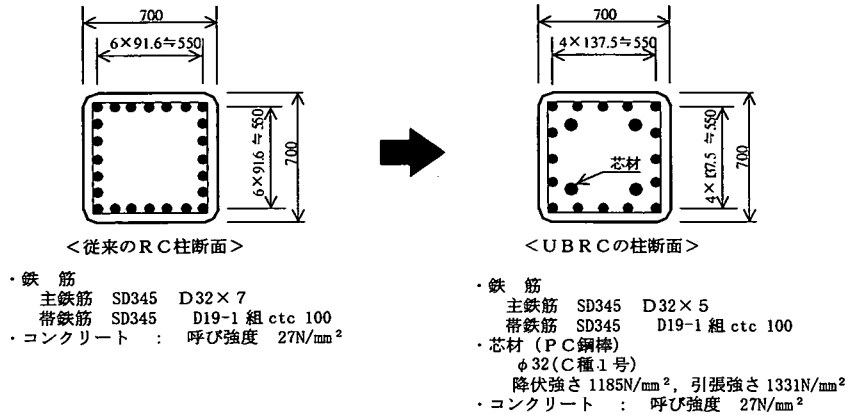 700
6×91.6≒550
6×91.6≒550
700
<従来のRC柱断面>
・鉄 筋
主鉄筋 SD345 D32×7
帯鉄筋 SD345 D19-1 組 ctc 100
・コンクリート : 呼び強度 27N/mm²
700
4×137.5≒550
芯材
4×137.5≒550
700
<UBRCの柱断面>
・鉄 筋
主鉄筋 SD345 D32×5
帯鉄筋 SD345 D19-1 組 ctc 100
・芯材(PC鋼棒)
φ32(C種1号)
降伏強さ 1185N/mm², 引張強さ 1331N/mm²
・コンクリート : 呼び強度 27N/mm²